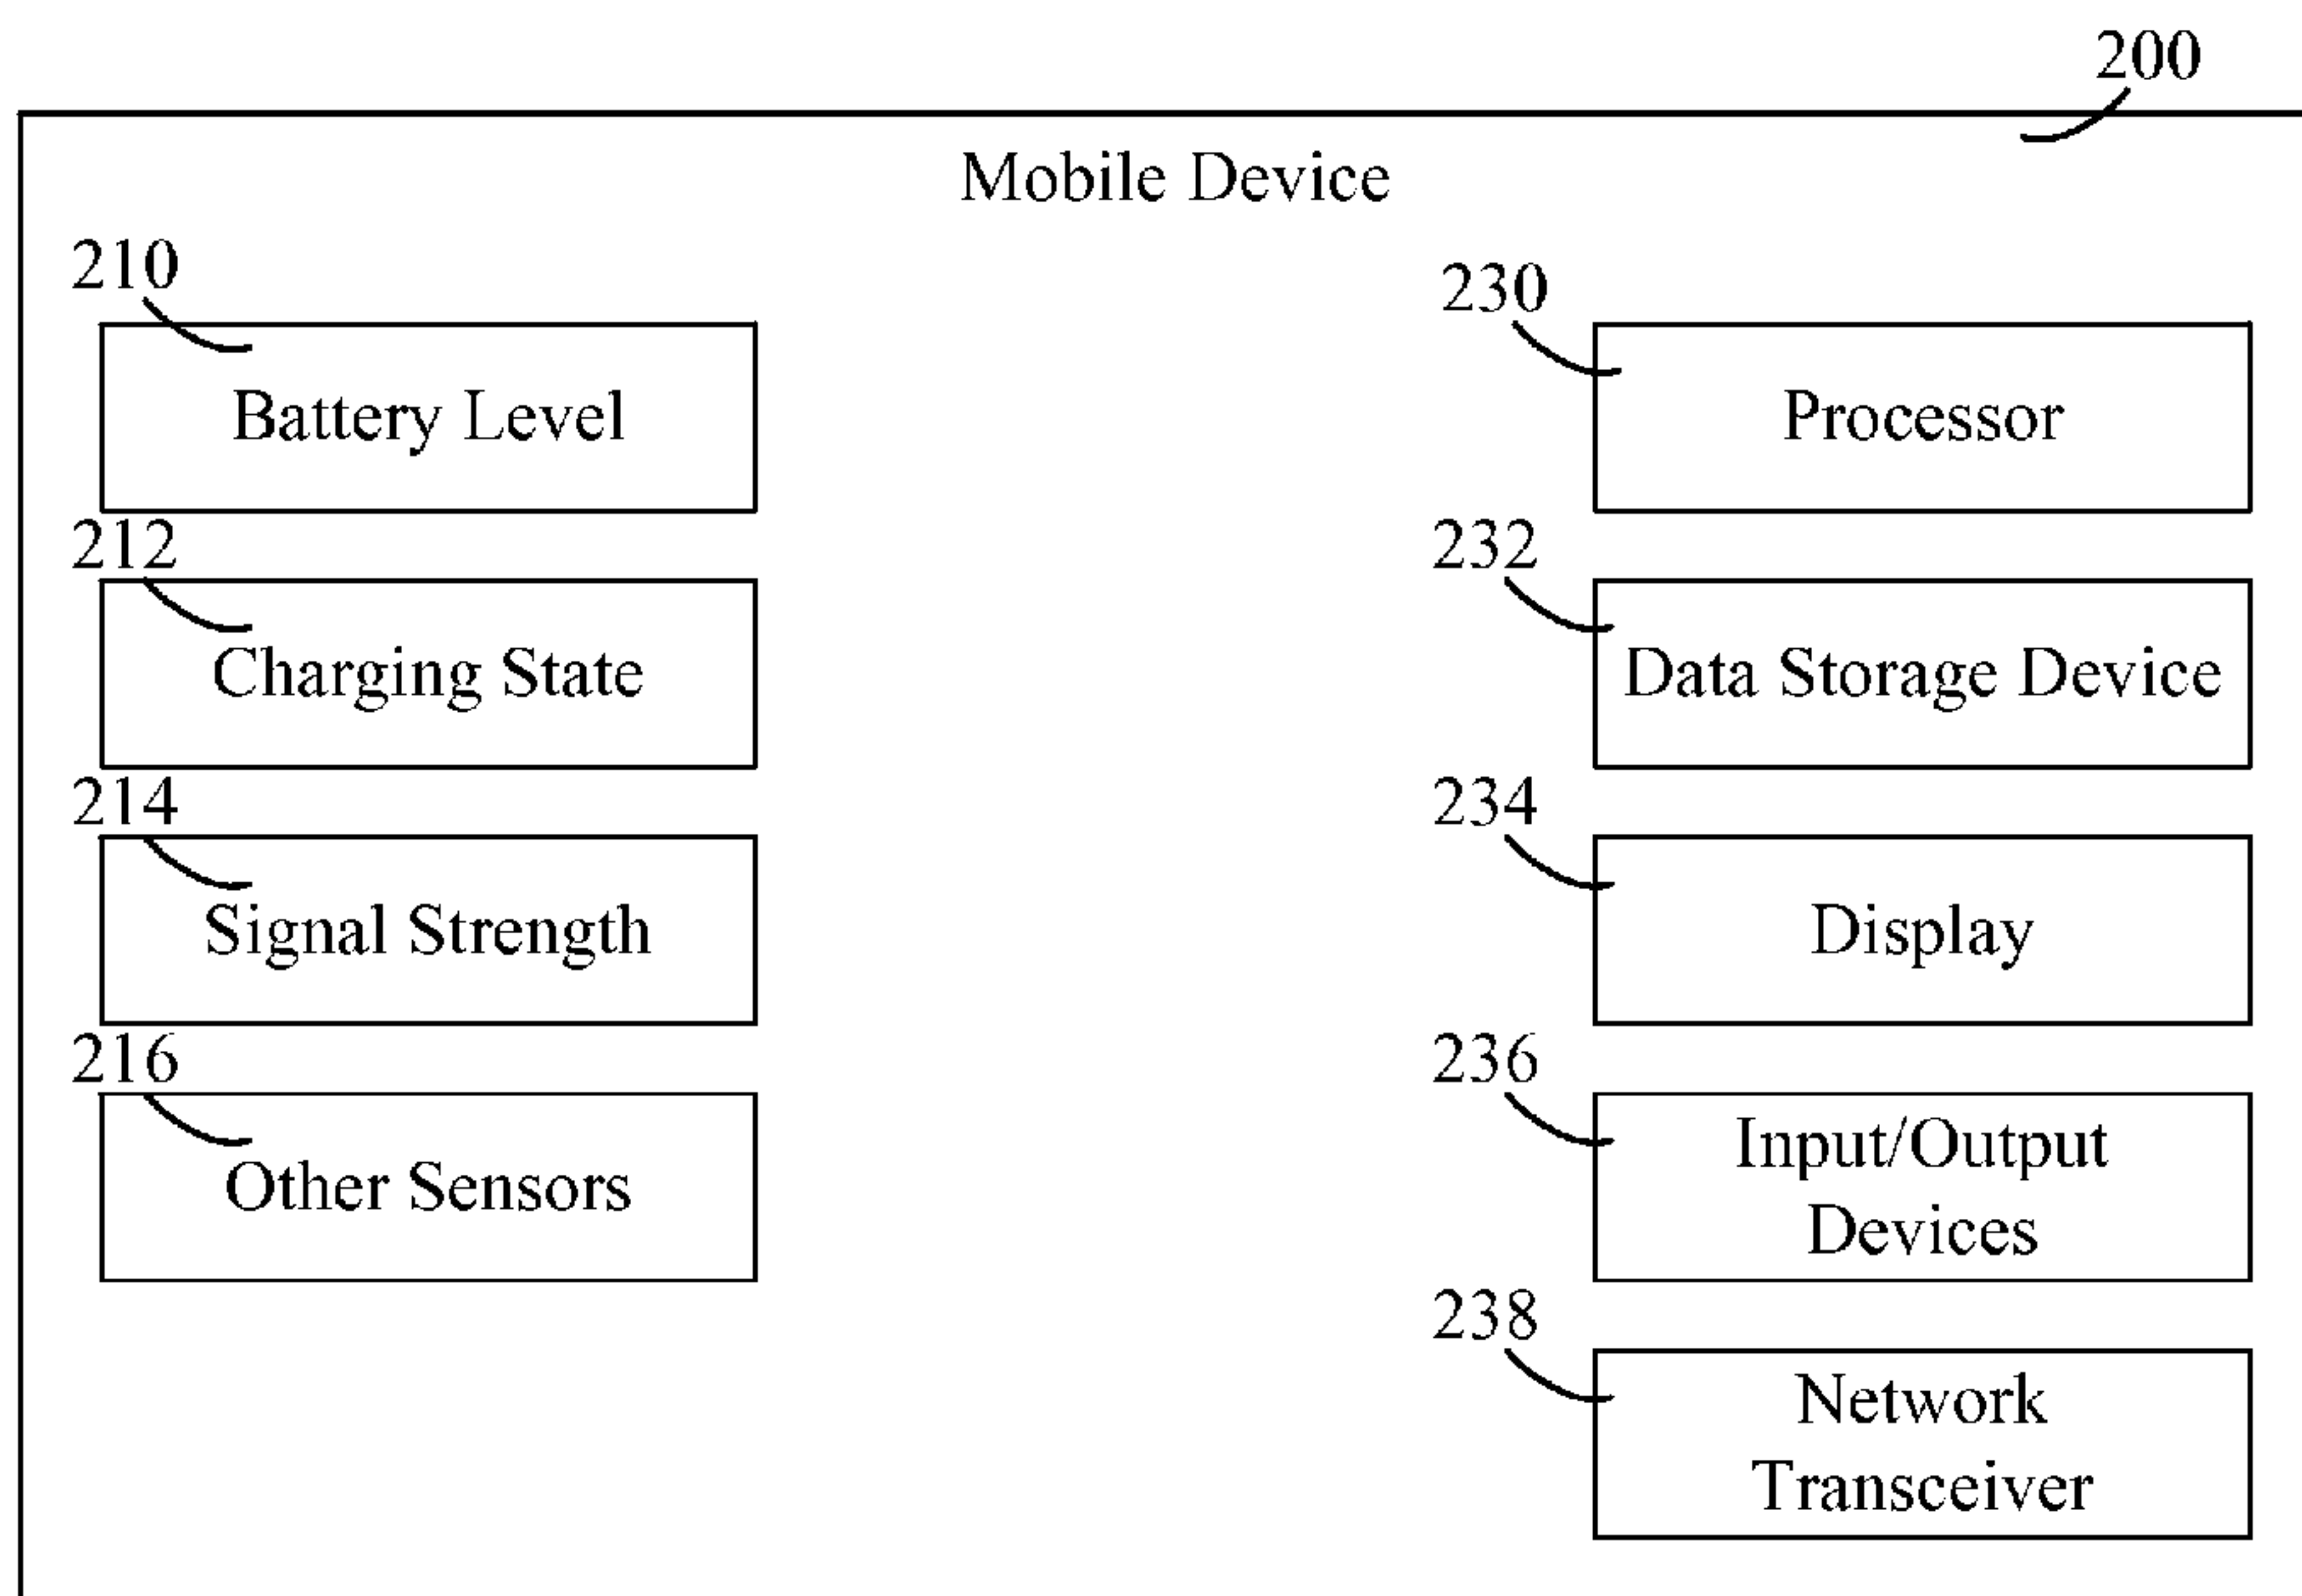 200
Mobile Device
210
Battery Level
212
Charging State
214
Signal Strength
216
Other Sensors
230
Processor
232
Data Storage Device
234
Display
236
Input/Output
Devices
238
Network
Transceiver